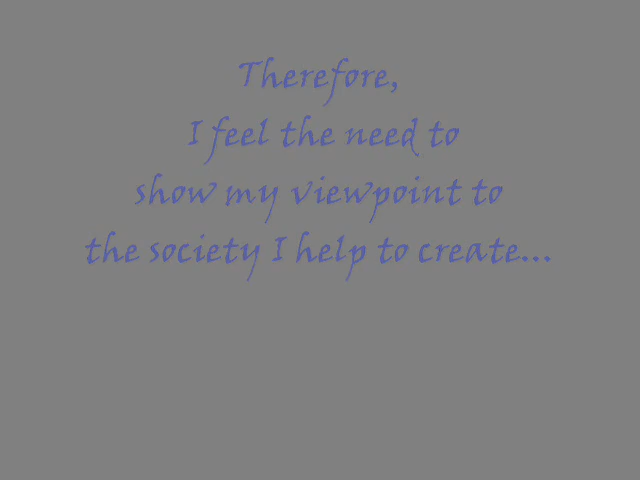 Therefore,
I feel the need to
show my viewpoint to
the society I help to create...